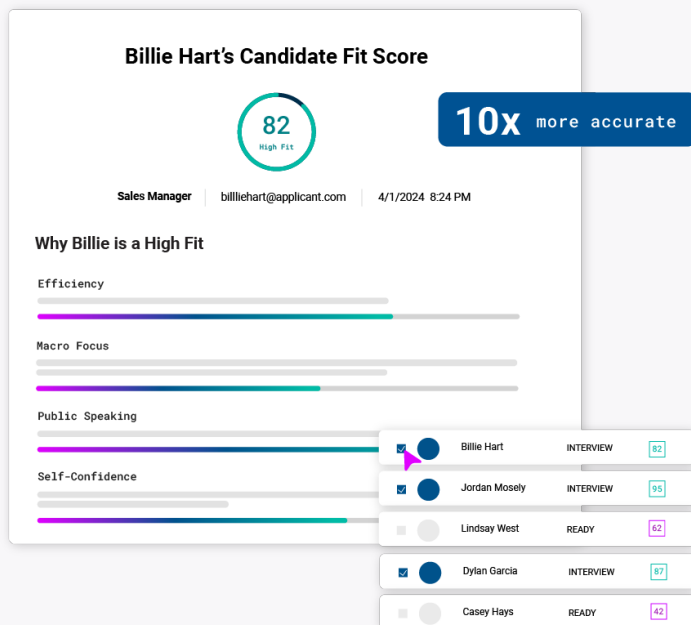 Billie Hart’s Candidate Fit Score
82
High Fit
10x more accurate
Sales Manager billliehart@applicant.com 4/1/2024 8:24 PM
Why Billie is a High Fit
Efficiency
Macro Focus
Public Speaking
Self-Confidence
Billie Hart INTERVIEW 82
Jordan Mosely INTERVIEW 95
Lindsay West READY 62
Dylan Garcia INTERVIEW 87
Casey Hays READY 42